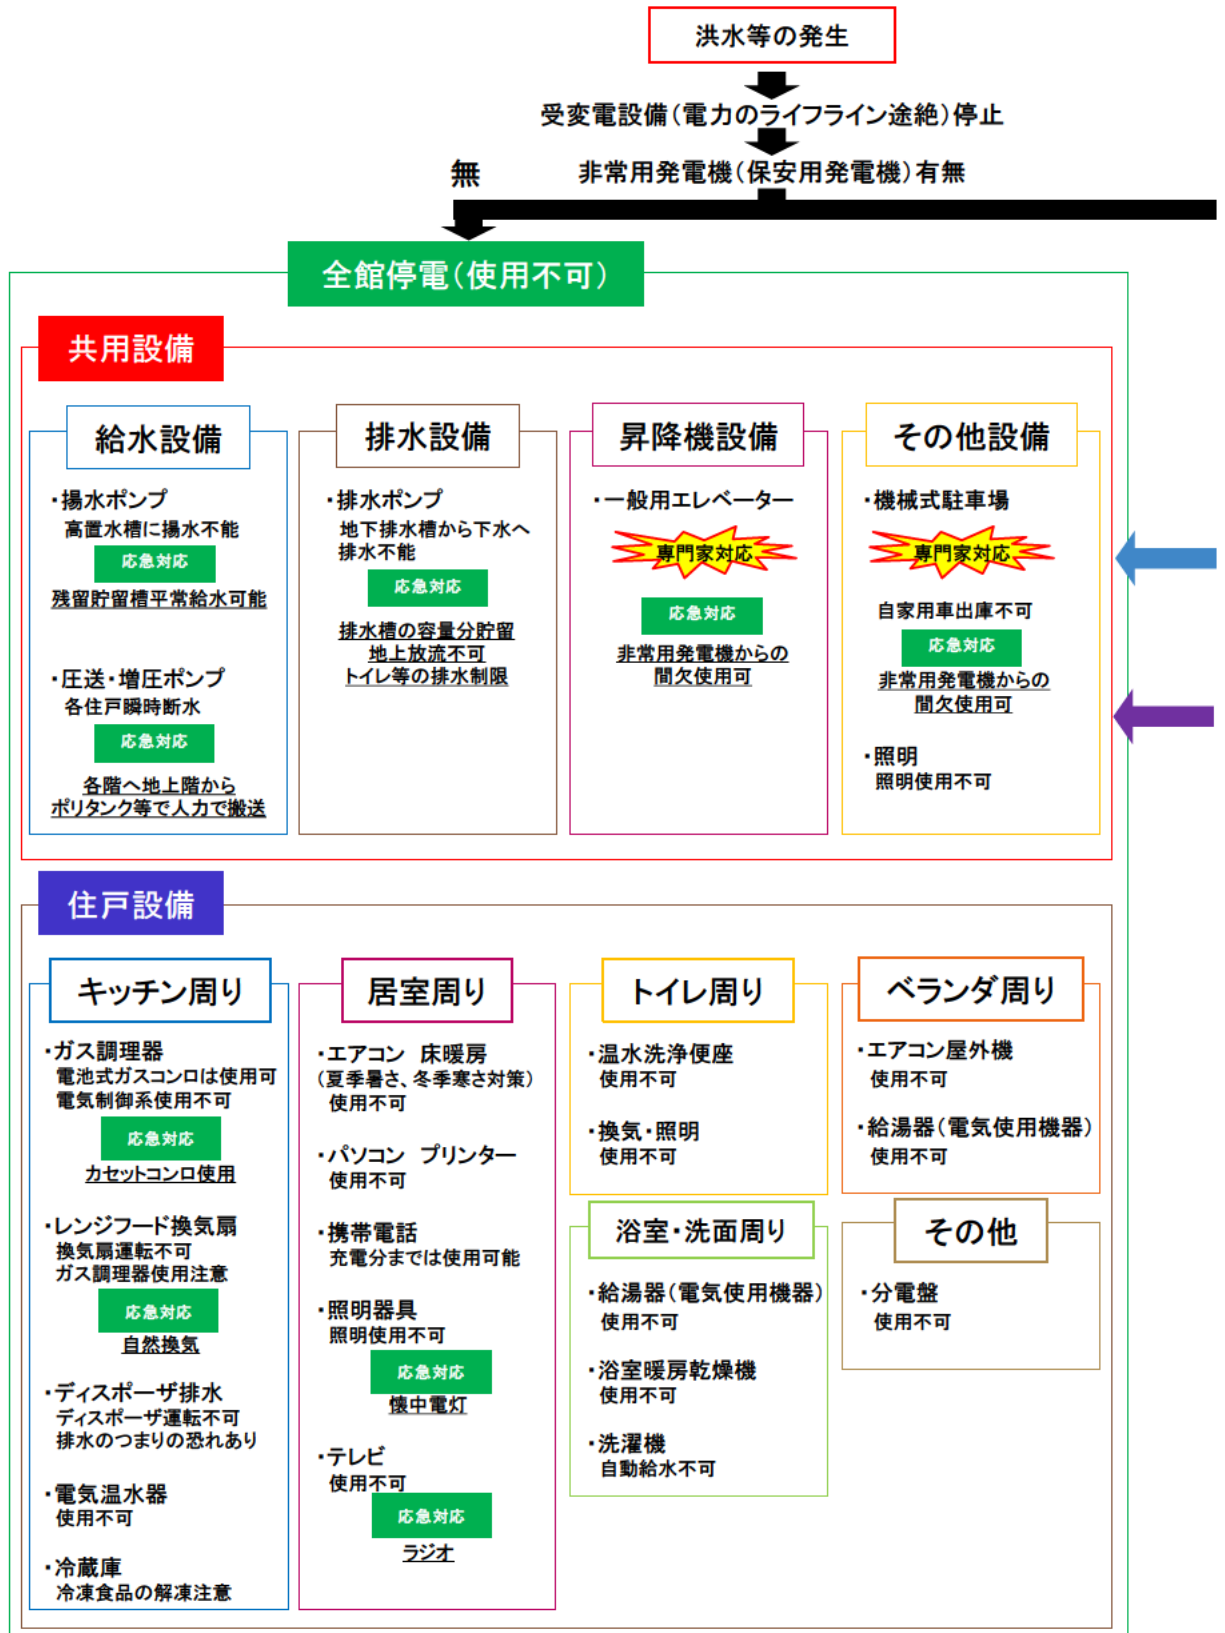 洪水等の発生
受変電設備(電力のライフライン途絶)停止
無
非常用発電機(保安用発電機)有無
全館停電(使用不可)
共用設備
給水設備
・揚水ポンプ
高置水槽に揚水不能
応急対応
残留貯留槽平常給水可能
・圧送・増圧ポンプ
各住戸瞬時断水
応急対応
各階へ地上階から
ポリタンク等で人力で搬送
排水設備
・排水ポンプ
地下排水槽から下水へ
排水不能
応急対応
排水槽の容量分貯留
地上放流不可
トイレ等の排水制限
昇降機設備
・一般用エレベーター
専門家対応
応急対応
非常用発電機からの
間欠使用可
その他設備
・機械式駐車場
専門家対応
自家用車出庫不可
応急対応
非常用発電機からの
間欠使用可
・照明
照明使用不可
住戸設備
キッチン周り
・ガス調理器
電池式ガスコンロは使用可
電気制御系使用不可
応急対応
カセットコンロ使用
・レンジフード換気扇
換気扇運転不可
ガス調理器使用注意
応急対応
自然換気
・ディスポーザ排水
ディスポーザ運転不可
排水のつまりの恐れあり
・電気温水器
使用不可
・冷蔵庫
冷凍食品の解凍注意
居室周り
・エアコン　床暖房
(夏季暑さ、冬季寒さ対策)
使用不可
・パソコン　プリンター
使用不可
・携帯電話
充電分までは使用可能
・照明器具
照明使用不可
応急対応
懐中電灯
・テレビ
使用不可
応急対応
ラジオ
トイレ周り
・温水洗浄便座
使用不可
・換気・照明
使用不可
浴室・洗面周り
・給湯器(電気使用機器)
使用不可
・浴室暖房乾燥機
使用不可
・洗濯機
自動給水不可
ベランダ周り
・エアコン屋外機
使用不可
・給湯器(電気使用機器)
使用不可
その他
・分電盤
使用不可